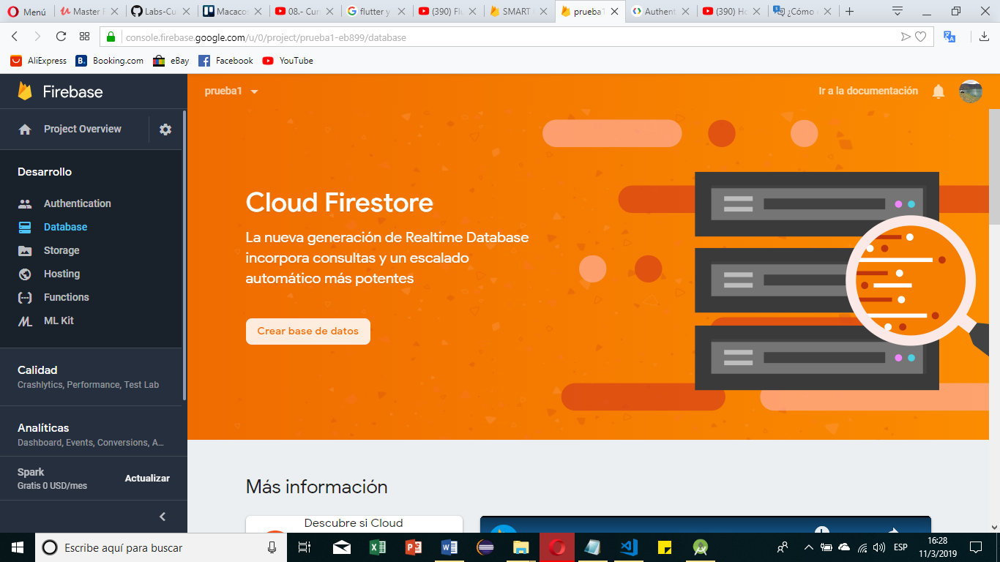 Menú
Master F
Labs-Cu
Macacos
08.- Cur
flutter y
(390) Fl
SMART
prueba1
Authent
(390) Ho
¿Cómo
console.firebase.google.com/u/0/project/prueba1-eb899/database
AliExpress
Booking.com
eBay
Facebook
YouTube
Firebase
prueba1
Ir a la documentación
Project Overview
Desarrollo
Authentication
Database
Storage
Hosting
Functions
ML Kit
Calidad
Crashlytics, Performance, Test Lab
Analíticas
Dashboard, Events, Conversions, A...
Spark
Gratis 0 USD/mes
Actualizar
Cloud Firestore
La nueva generación de Realtime Database
incorpora consultas y un escalado
automático más potentes
Crear base de datos
Más información
Descubre si Cloud
Escribe aquí para buscar
ESP
16:28
11/3/2019